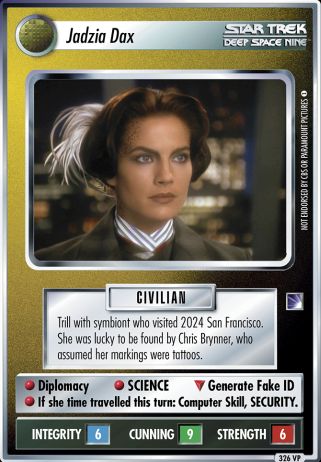 Jadzia Dax
STAR TREK
DEEP SPACE NINE
NOT ENDORSED BY CBS OR PARAMOUNT PICTURES
CIVILIAN
Trill with symbiont who visited 2024 San Francisco.
She was lucky to be found by Chris Brynner, who
assumed her markings were tattoos.
Diplomacy SCIENCE Generate Fake ID
If she time travelled this turn: Computer Skill, SECURITY.
INTEGRITY 6 CUNNING 9 STRENGTH 6
326 VP